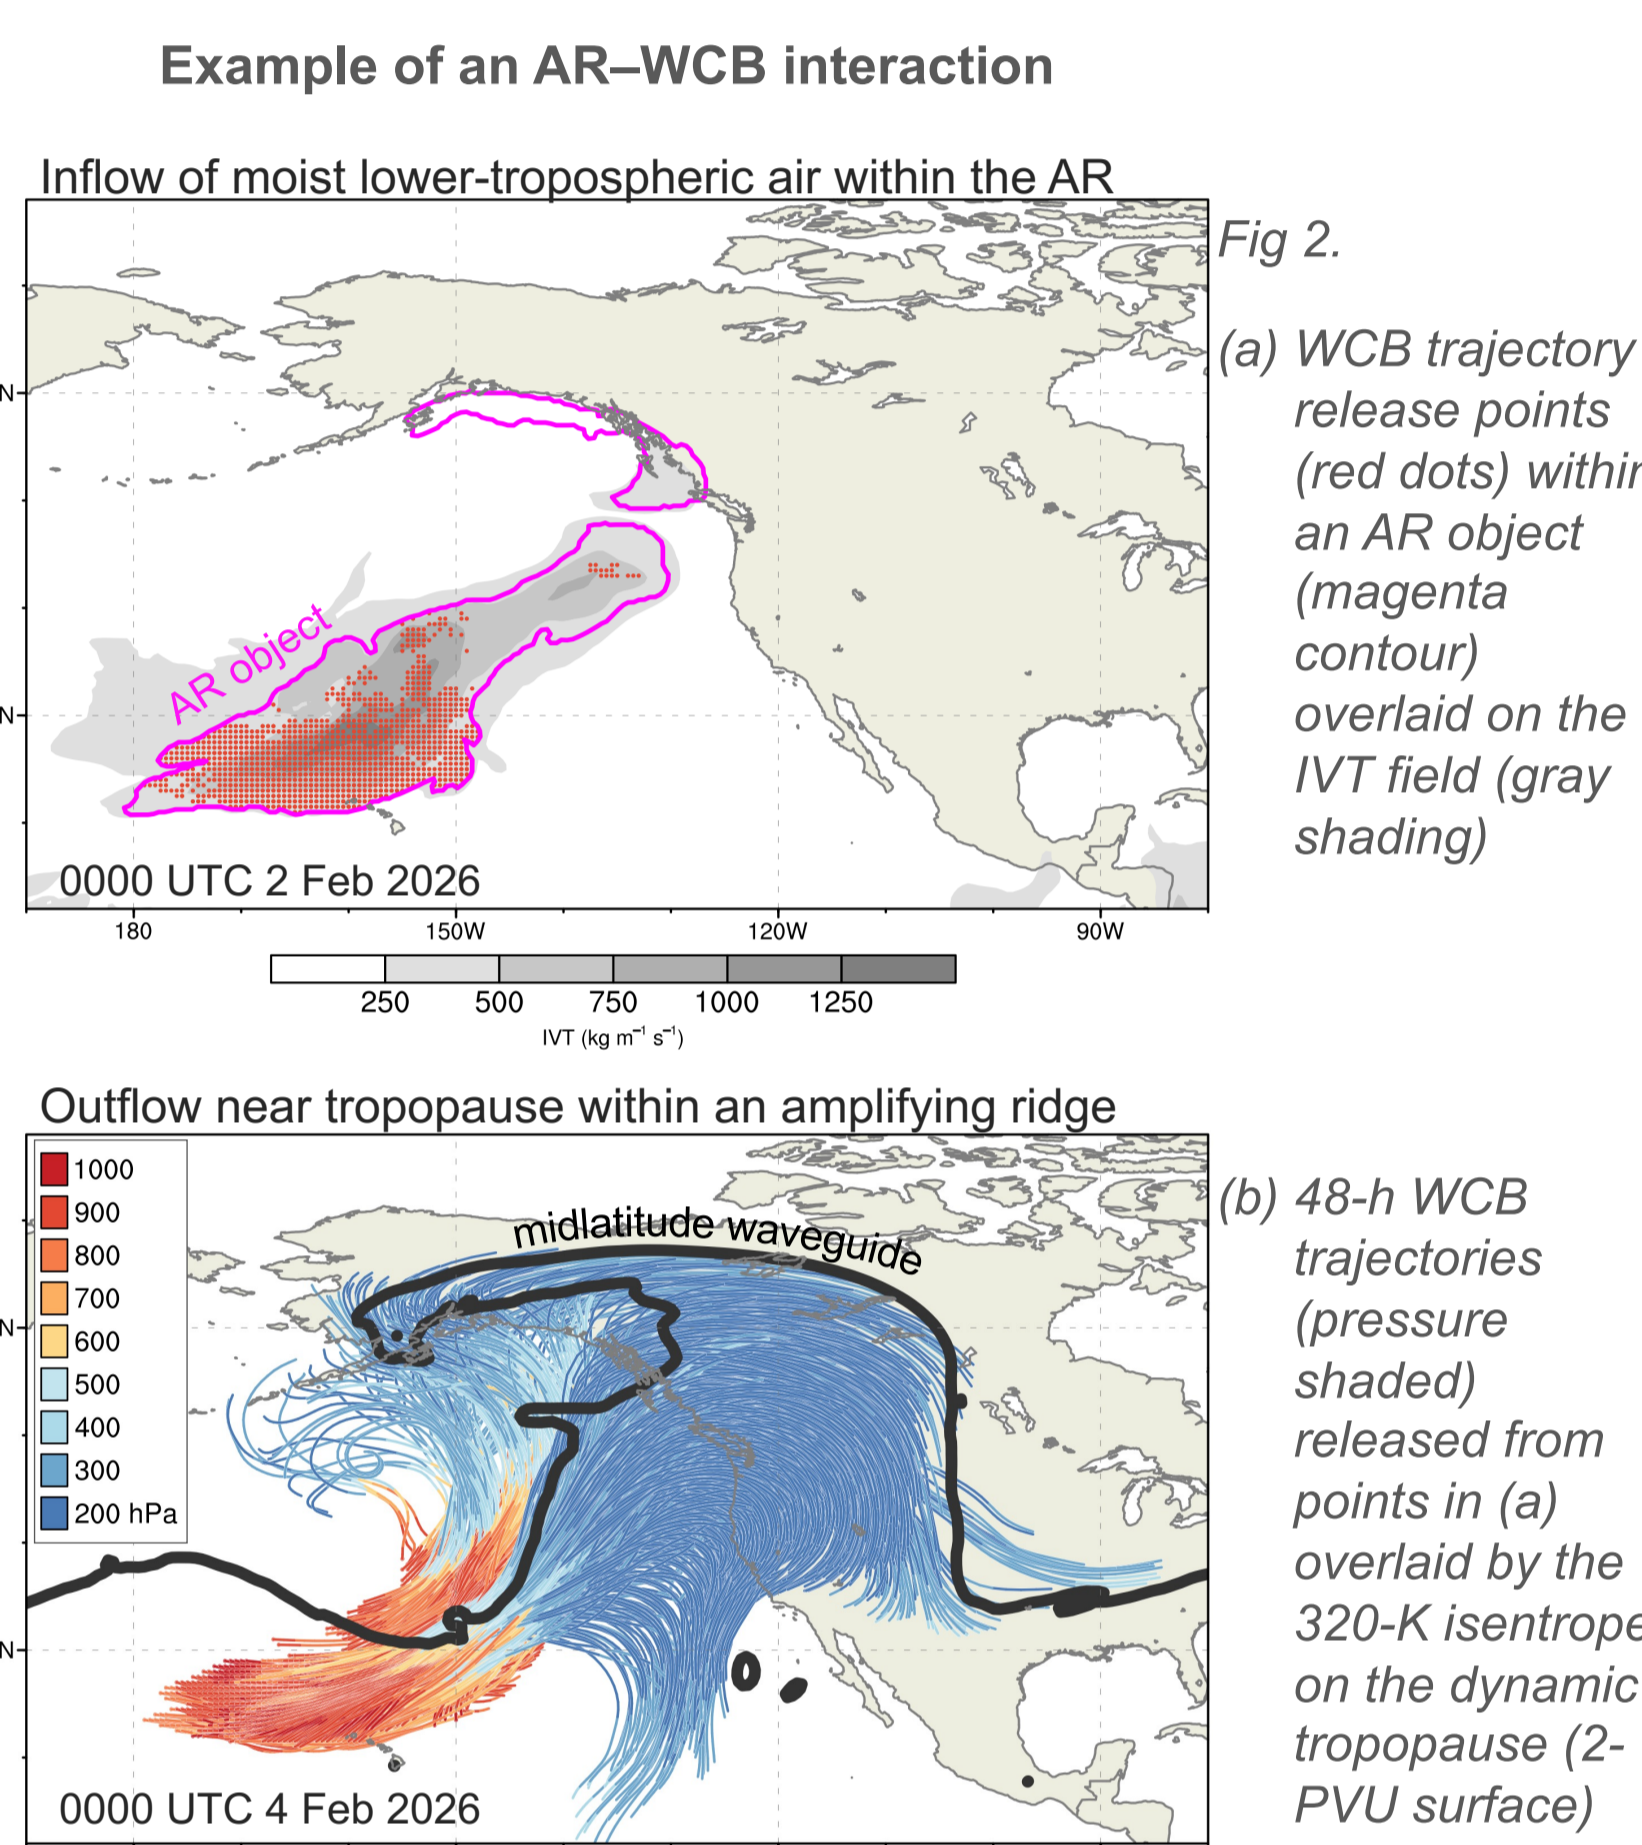 Example of an AR–WCB interaction
Inflow of moist lower-tropospheric air within the AR
N
N
AR object
0000 UTC 2 Feb 2026
180 150W 120W 90W
250 500 750 1000 1250
IVT (kg m⁻¹ s⁻¹)
Fig 2.
(a) WCB trajectory
release points
(red dots) within
an AR object
(magenta
contour)
overlaid on the
IVT field (gray
shading)
Outflow near tropopause within an amplifying ridge
1000
900
800
700
600
500
400
300
200 hPa
midlatitude waveguide
N
N
0000 UTC 4 Feb 2026
(b) 48-h WCB
trajectories
(pressure
shaded)
released from
points in (a)
overlaid by the
320-K isentrope
on the dynamic
tropopause (2-
PVU surface)